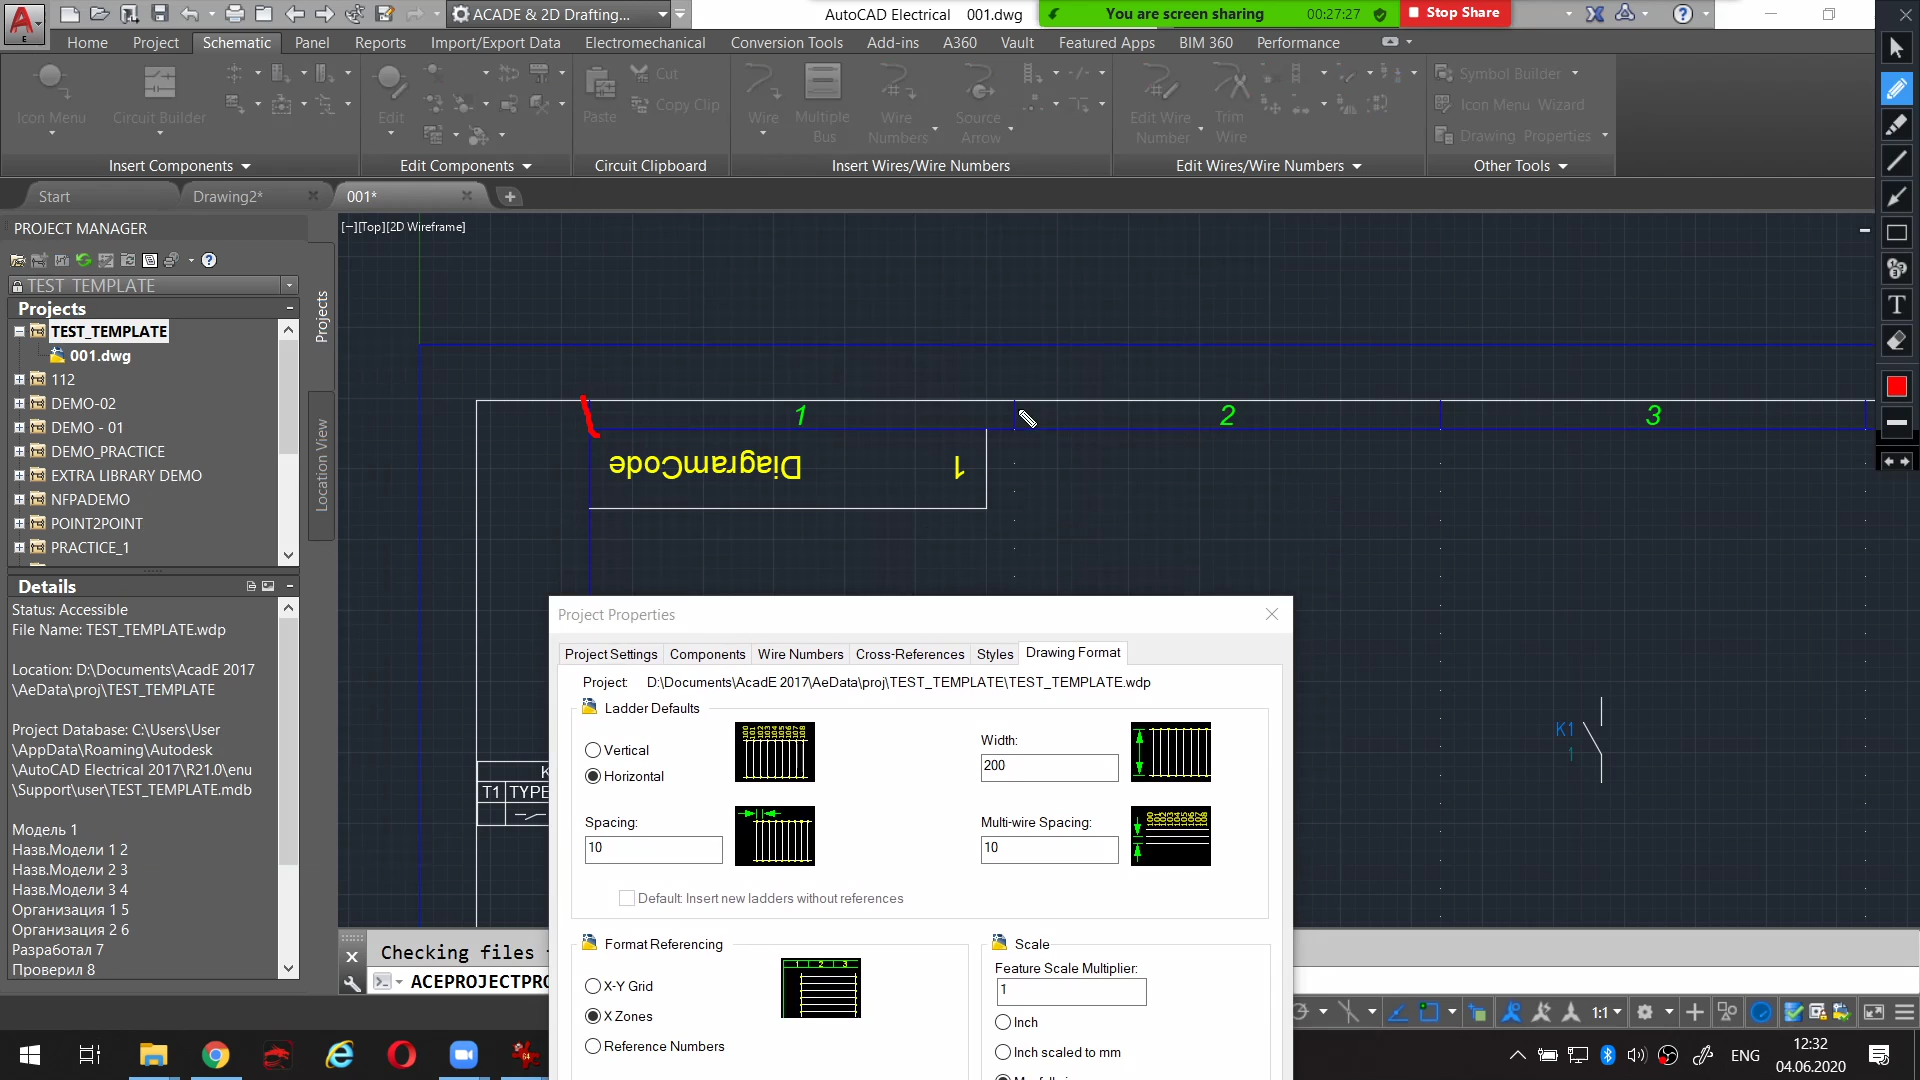 ACADE & 2D Drafting...
AutoCAD Electrical 001.dwg
You are screen sharing 00:27:27
Stop Share
Home Project Schematic Panel Reports Import/Export Data Electromechanical Conversion Tools Add-ins A360 Vault Featured Apps BIM 360 Performance
Icon Menu
Circuit Builder
Insert Components
Edit
Edit Components
Paste
Cut
Copy Clip
Circuit Clipboard
Wire
Multiple Bus
Wire Numbers
Source Arrow
Insert Wires/Wire Numbers
Edit Wire Number
Trim Wire
Edit Wires/Wire Numbers
Symbol Builder
Icon Menu Wizard
Drawing Properties
Other Tools
Start
Drawing2*
001*
PROJECT MANAGER
TEST_TEMPLATE
Projects
TEST_TEMPLATE
001.dwg
112
DEMO-02
DEMO - 01
DEMO_PRACTICE
EXTRA LIBRARY DEMO
NFPADEMO
POINT2POINT
PRACTICE_1
Projects
Location View
Details
Status: Accessible
File Name: TEST_TEMPLATE.wdp
Location: D:\Documents\AcadE 2017
\AeData\proj\TEST_TEMPLATE
Project Database: C:\Users\User
\AppData\Roaming\Autodesk
\AutoCAD Electrical 2017\R21.0\enu
\Support\user\TEST_TEMPLATE.mdb
Модель 1
Назв.Модели 1 2
Назв.Модели 2 3
Назв.Модели 3 4
Организация 1 5
Организация 2 6
Разработал 7
Проверил 8
[−][Top][2D Wireframe]
1 2 3
DiagramCode 1
K1
1
K
T1 TYPE
Project Properties
Project Settings Components Wire Numbers Cross-References Styles Drawing Format
Project: D:\Documents\AcadE 2017\AeData\proj\TEST_TEMPLATE\TEST_TEMPLATE.wdp
Ladder Defaults
Vertical
Horizontal
Width:
200
Spacing:
10
Multi-wire Spacing:
10
Default: Insert new ladders without references
Format Referencing
X-Y Grid
X Zones
Reference Numbers
1 2 3
Scale
Feature Scale Multiplier:
1
Inch
Inch scaled to mm
Checking files
ACEPROJECTPRO
1:1
ENG
12:32
04.06.2020